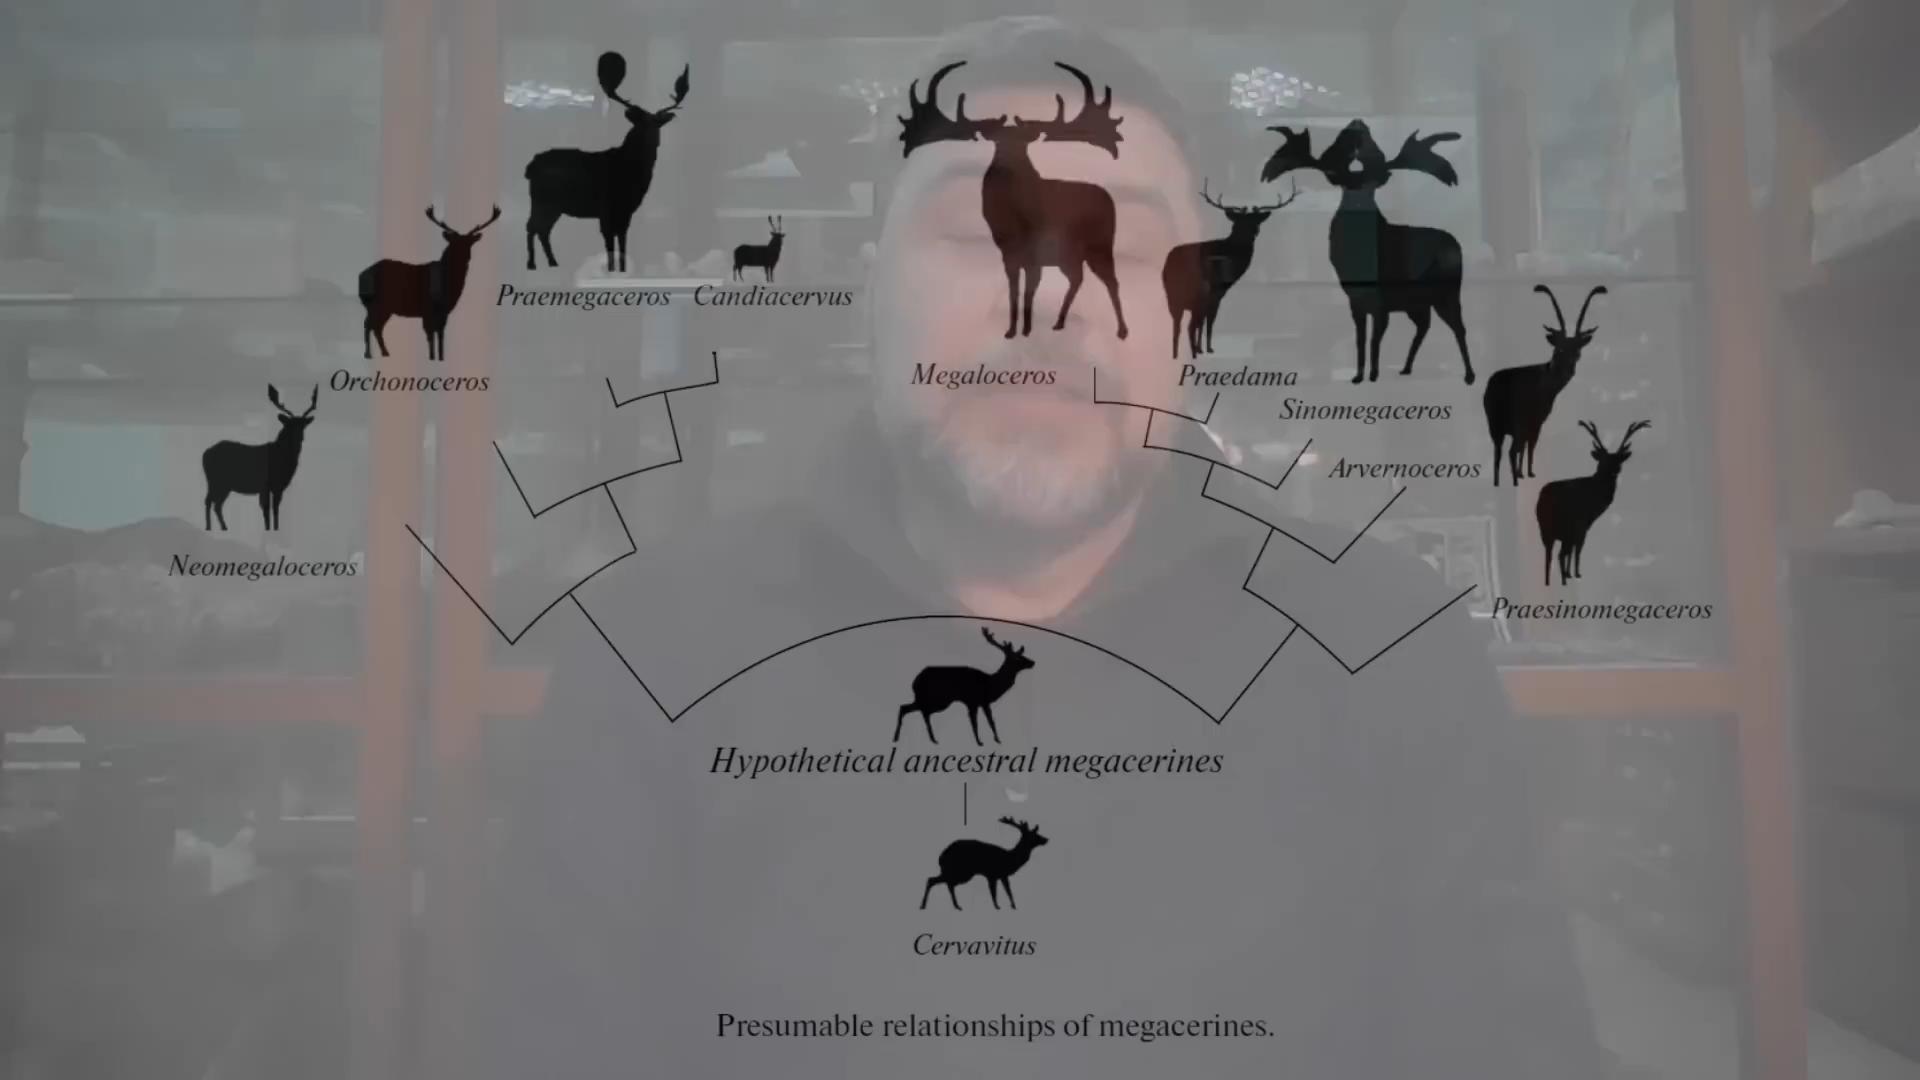 Praemegaceros
Candiacervus
Orchonoceros
Megaloceros
Praedama
Sinomegaceros
Arvernoceros
Neomegaloceros
Praesinomegaceros
Hypothetical ancestral megacerines
Cervavitus
Presumable relationships of megacerines.